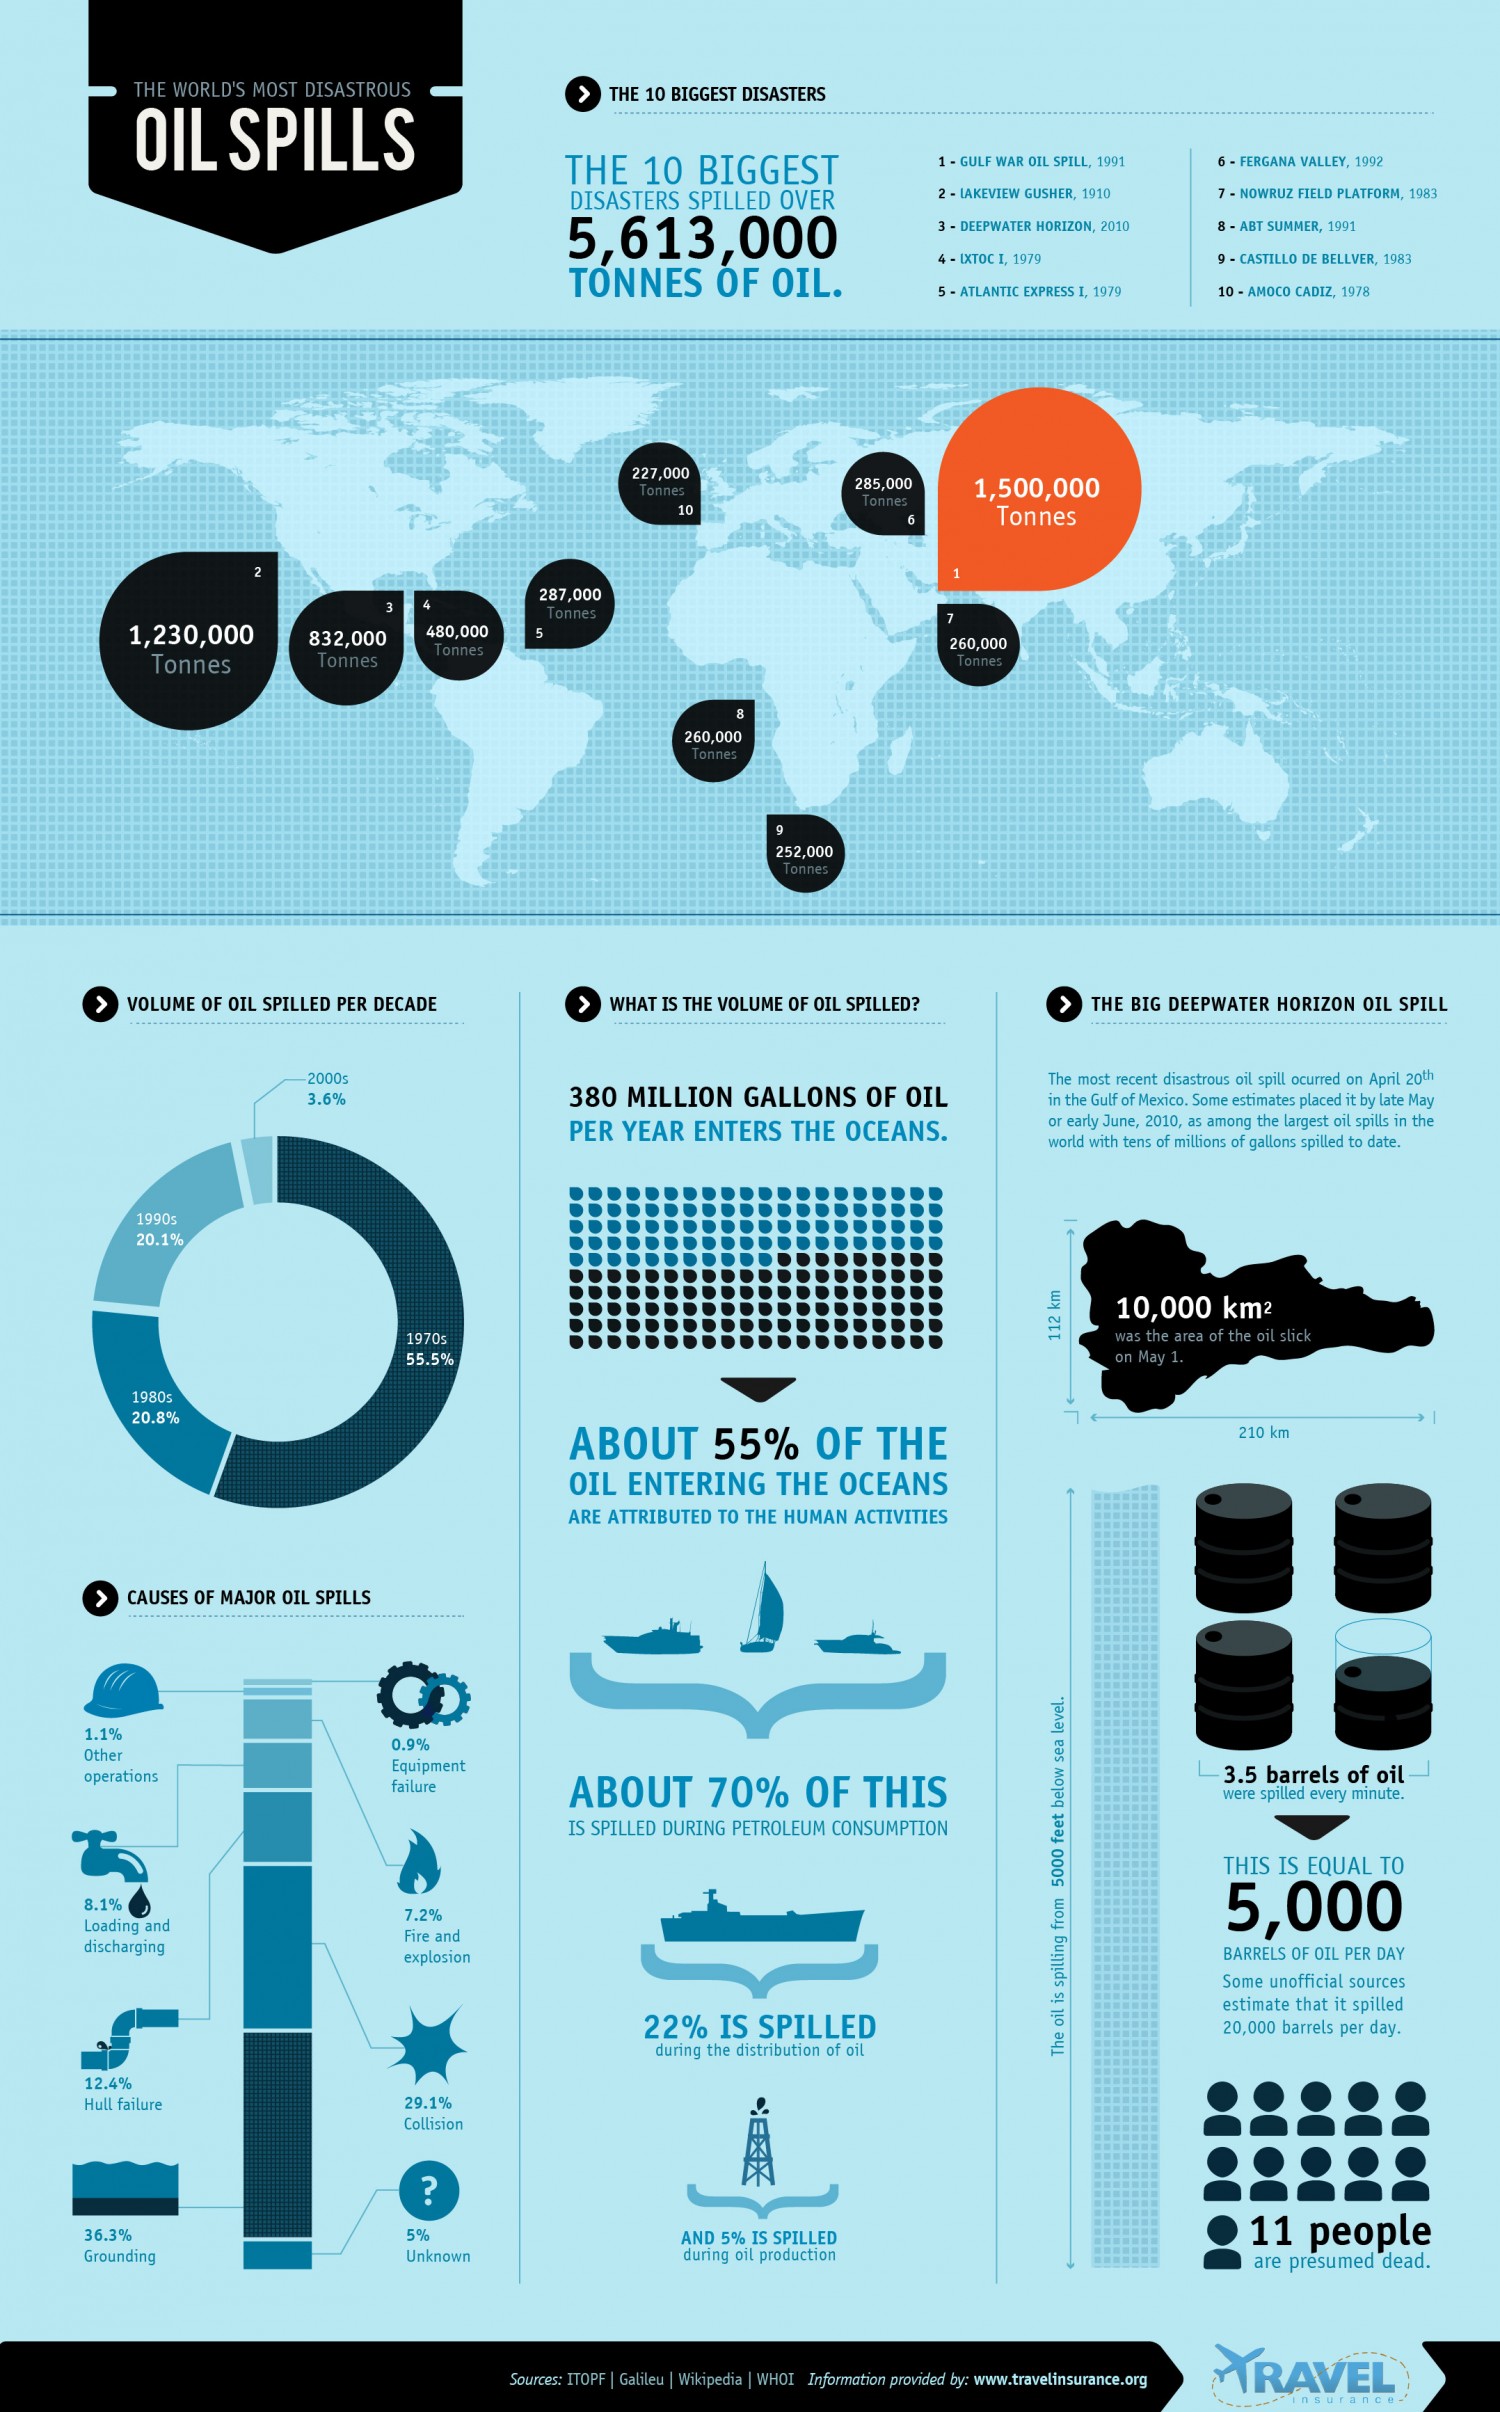 THE WORLD'S MOST DISASTROUS
OIL SPILLS
THE 10 BIGGEST DISASTERS
THE 10 BIGGEST
DISASTERS SPILLED OVER
5,613,000
TONNES OF OIL.
1 - GULF WAR OIL SPILL, 1991
2 - lAKEVIEW GUSHER, 1910
3 - DEEPWATER HORIZON, 2010
4 - lXTOC I, 1979
5 - ATLANTIC EXPRESS I, 1979
6 - FERGANA VALLEY, 1992
7 - NOWRUZ FIELD PLATFORM, 1983
8 - ABT SUMMER, 1991
9 - CASTILLO DE BELLVER, 1983
10 - AMOCO CADIZ, 1978
227,000
Tonnes
10
285,000
Tonnes
6
1,500,000
Tonnes
1
2
1,230,000
Tonnes
3
832,000
Tonnes
4
480,000
Tonnes
287,000
Tonnes
5
7
260,000
Tonnes
8
260,000
Tonnes
9
252,000
Tonnes
VOLUME OF OIL SPILLED PER DECADE
2000s
3.6%
1990s
20.1%
1970s
55.5%
1980s
20.8%
CAUSES OF MAJOR OIL SPILLS
1.1%
Other
operations
0.9%
Equipment
failure
8.1%
Loading and
discharging
7.2%
Fire and
explosion
12.4%
Hull failure
29.1%
Collision
36.3%
Grounding
?
5%
Unknown
WHAT IS THE VOLUME OF OIL SPILLED?
380 MILLION GALLONS OF OIL
PER YEAR ENTERS THE OCEANS.
ABOUT 55% OF THE
OIL ENTERING THE OCEANS
ARE ATTRIBUTED TO THE HUMAN ACTIVITIES
ABOUT 70% OF THIS
IS SPILLED DURING PETROLEUM CONSUMPTION
22% IS SPILLED
during the distribution of oil
AND 5% IS SPILLED
during oil production
THE BIG DEEPWATER HORIZON OIL SPILL
The most recent disastrous oil spill ocurred on April 20th
in the Gulf of Mexico. Some estimates placed it by late May
or early June, 2010, as among the largest oil spills in the
world with tens of millions of gallons spilled to date.
112 km
10,000 km2
was the area of the oil slick
on May 1.
210 km
The oil is spilling from 5000 feet below sea level.
3.5 barrels of oil
were spilled every minute.
THIS IS EQUAL TO
5,000
BARRELS OF OIL PER DAY
Some unofficial sources
estimate that it spilled
20,000 barrels per day.
11 people
are presumed dead.
Sources: ITOPF | Galileu | Wikipedia | WHOI Information provided by: www.travelinsurance.org
TRAVEL
insurance